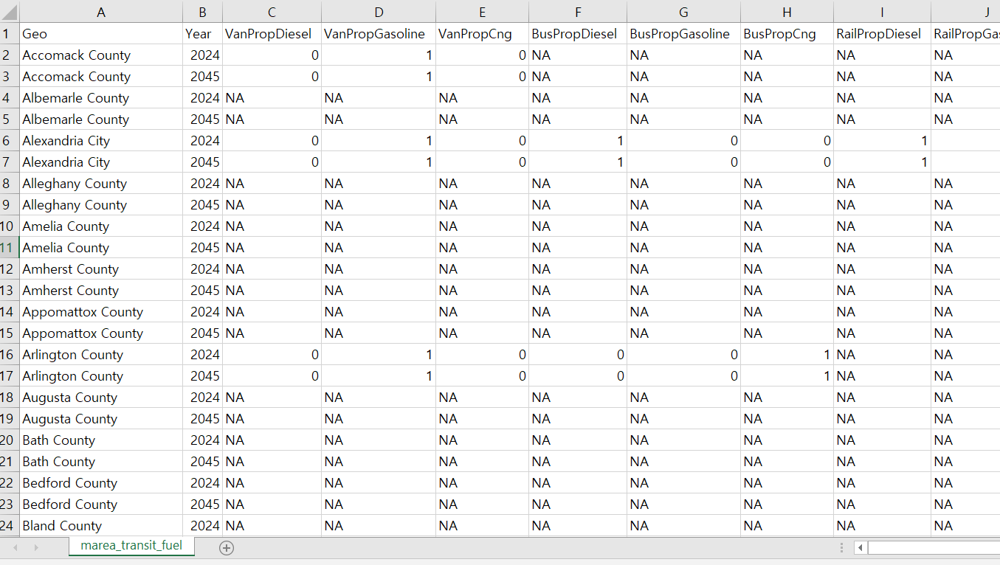 A B C D E F G H I J
1 Geo Year VanPropDiesel VanPropGasoline VanPropCng BusPropDiesel BusPropGasoline BusPropCng RailPropDiesel RailPropGas
2 Accomack County 2024 0 1 0 NA NA NA NA NA
3 Accomack County 2045 0 1 0 NA NA NA NA NA
4 Albemarle County 2024 NA NA NA NA NA NA NA NA
5 Albemarle County 2045 NA NA NA NA NA NA NA NA
6 Alexandria City 2024 0 1 0 1 0 0 1
7 Alexandria City 2045 0 1 0 1 0 0 1
8 Alleghany County 2024 NA NA NA NA NA NA NA NA
9 Alleghany County 2045 NA NA NA NA NA NA NA NA
10 Amelia County 2024 NA NA NA NA NA NA NA NA
11 Amelia County 2045 NA NA NA NA NA NA NA NA
12 Amherst County 2024 NA NA NA NA NA NA NA NA
13 Amherst County 2045 NA NA NA NA NA NA NA NA
14 Appomattox County 2024 NA NA NA NA NA NA NA NA
15 Appomattox County 2045 NA NA NA NA NA NA NA NA
16 Arlington County 2024 0 1 0 0 0 1 NA NA
17 Arlington County 2045 0 1 0 0 0 1 NA NA
18 Augusta County 2024 NA NA NA NA NA NA NA NA
19 Augusta County 2045 NA NA NA NA NA NA NA NA
20 Bath County 2024 NA NA NA NA NA NA NA NA
21 Bath County 2045 NA NA NA NA NA NA NA NA
22 Bedford County 2024 NA NA NA NA NA NA NA NA
23 Bedford County 2045 NA NA NA NA NA NA NA NA
24 Bland County 2024 NA NA NA NA NA NA NA NA
marea_transit_fuel